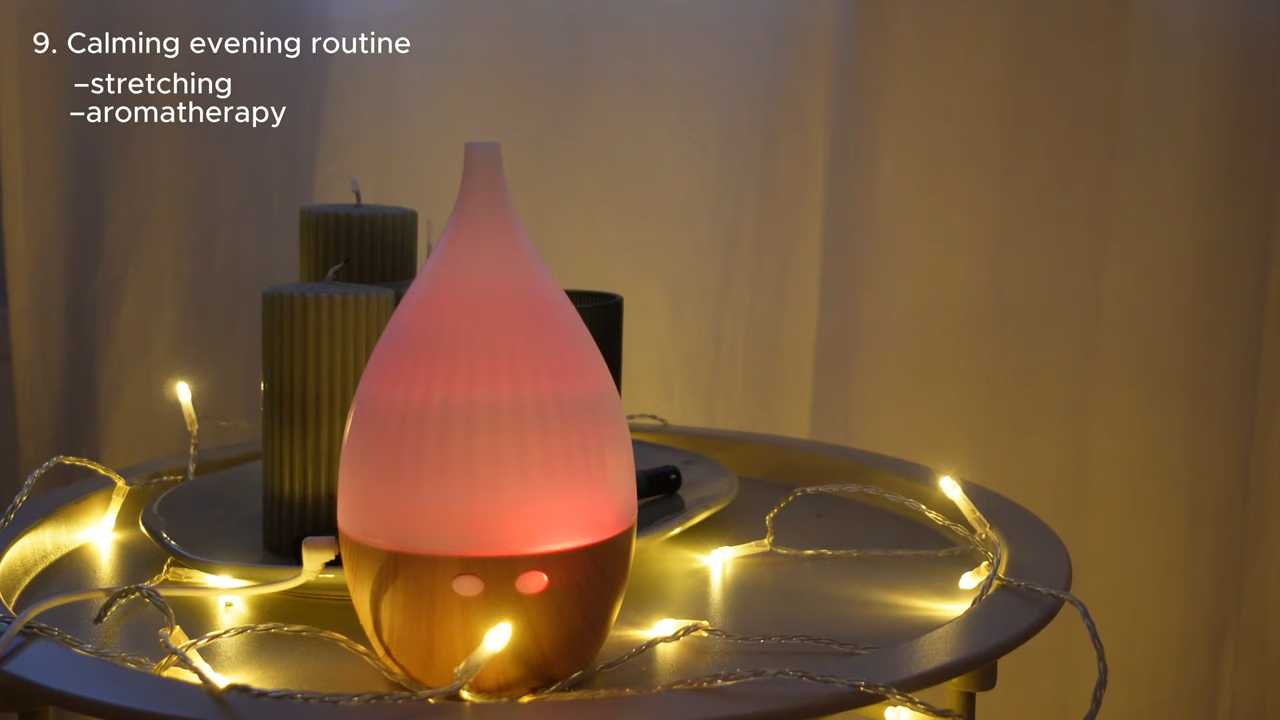 9. Calming evening routine
–stretching
–aromatherapy